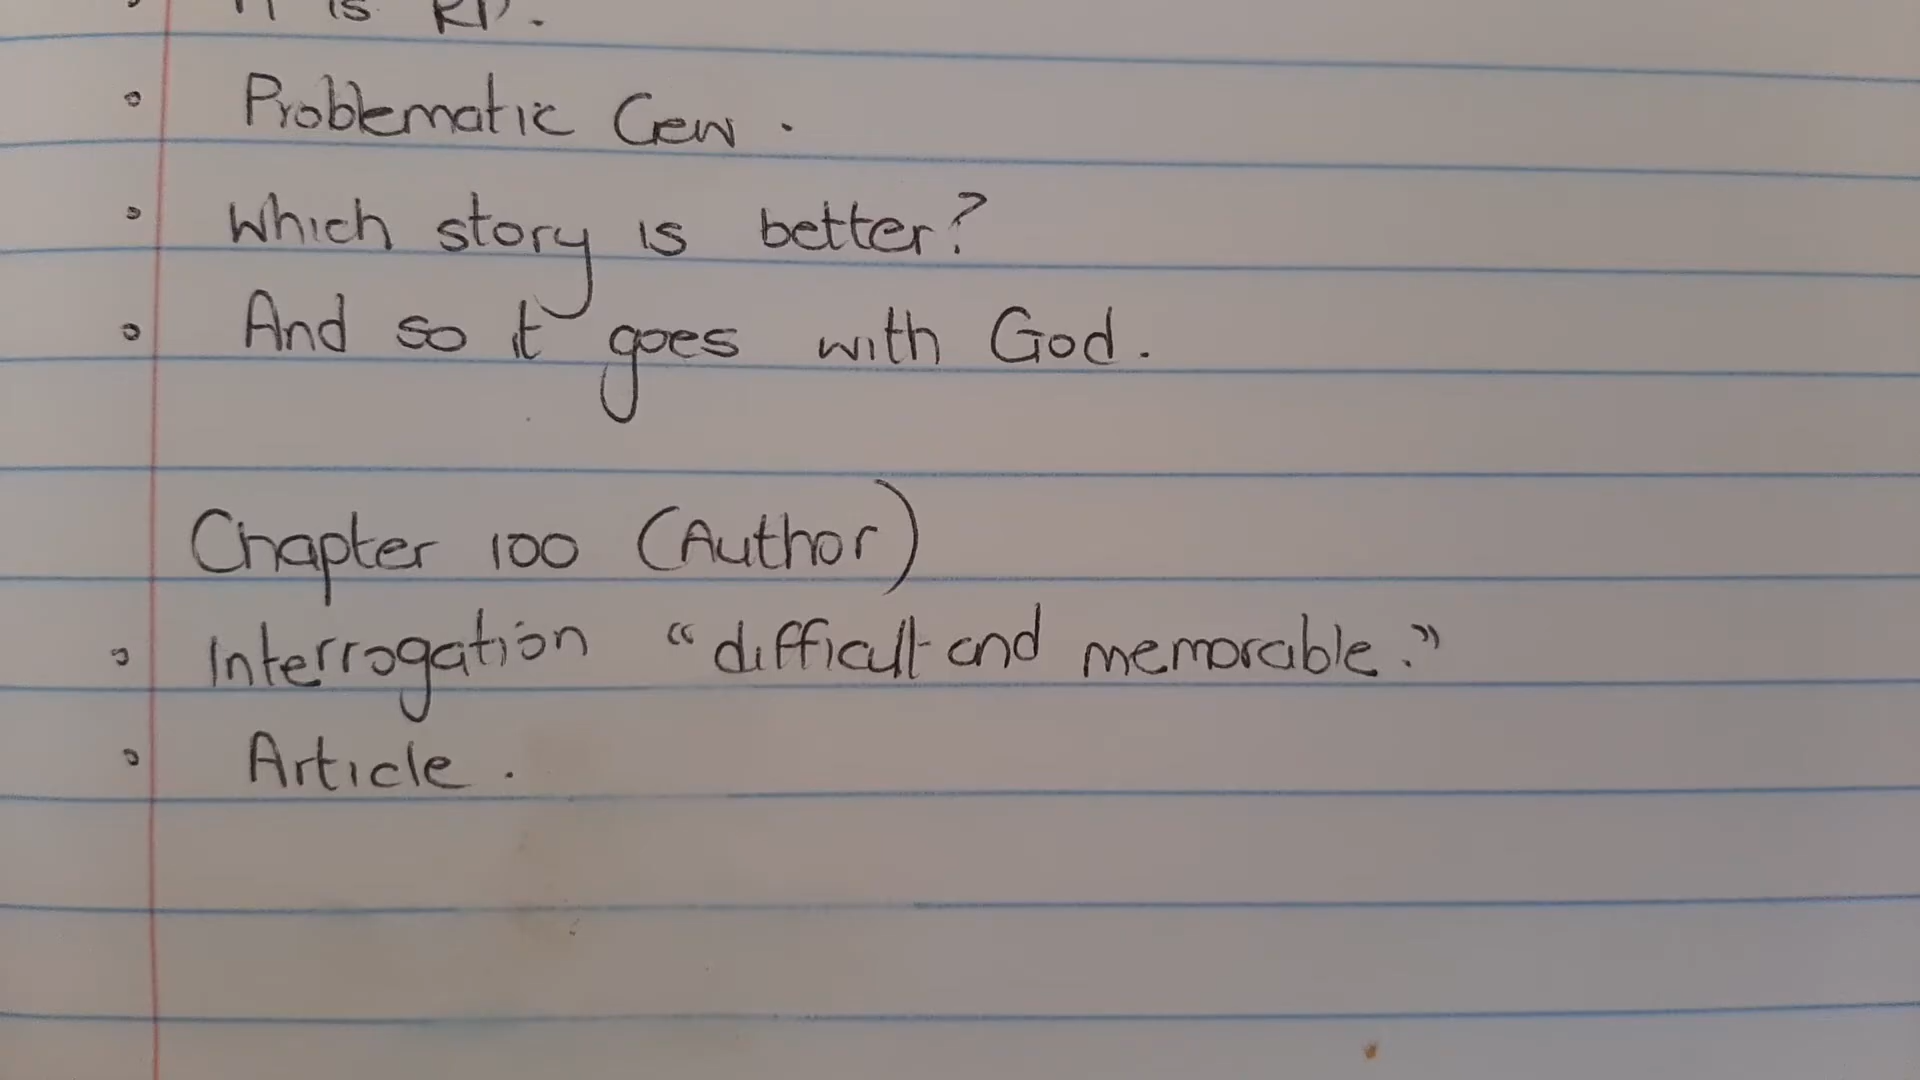 is
• Problematic Crew.
• Which story is better?
• And so it goes with God.
Chapter 100 (Author)
• Interrogation "difficult and memorable."
• Article.